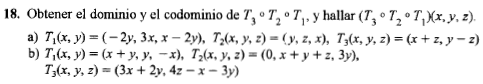 18. Obtener el dominio y el codominio de T₃ ∘ T₂ ∘ T₁, y hallar (T₃ ∘ T₂ ∘ T₁)(x, y, z).
a) T₁(x, y) = (−2y, 3x, x − 2y), T₂(x, y, z) = (y, z, x), T₃(x, y, z) = (x + z, y − z)
b) T₁(x, y) = (x + y, y, −x), T₂(x, y, z) = (0, x + y + z, 3y),
T₃(x, y, z) = (3x + 2y, 4z − x − 3y)